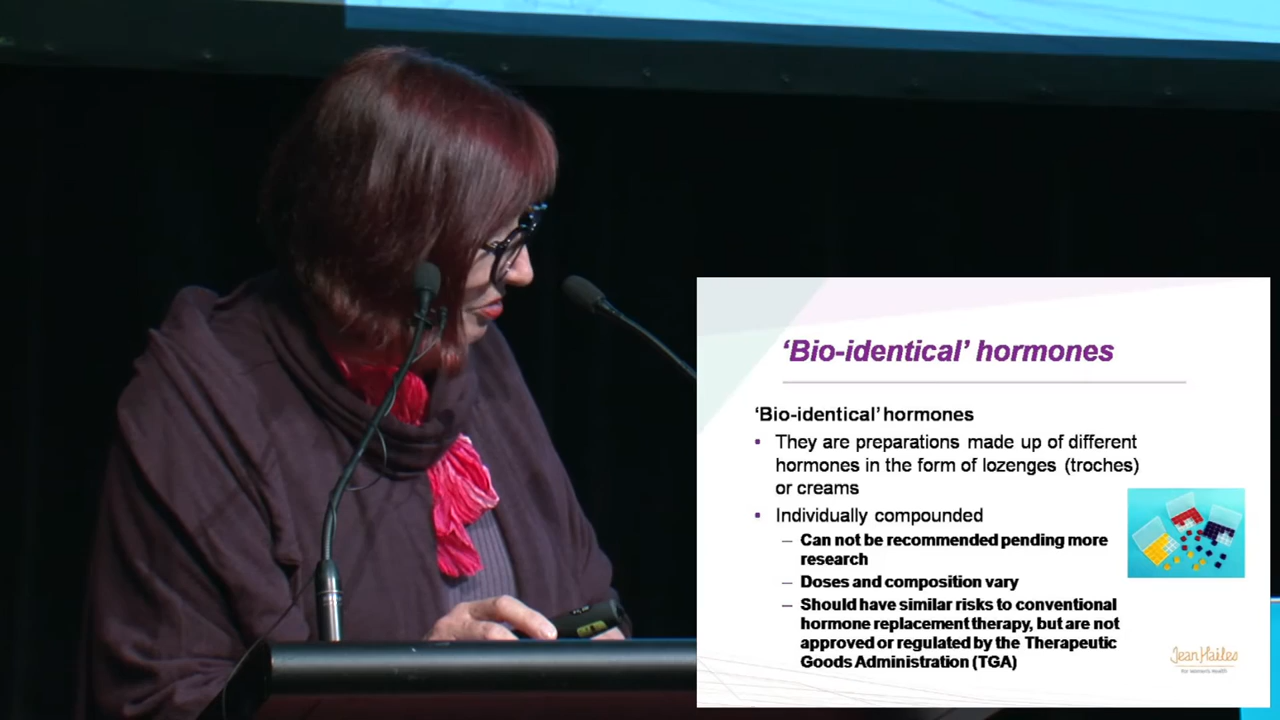 ‘Bio-identical’ hormones
‘Bio-identical’ hormones
• They are preparations made up of different
hormones in the form of lozenges (troches)
or creams
• Individually compounded
– Can not be recommended pending more
research
– Doses and composition vary
– Should have similar risks to conventional
hormone replacement therapy, but are not
approved or regulated by the Therapeutic
Goods Administration (TGA)
Jean Hailes
for Women's Health